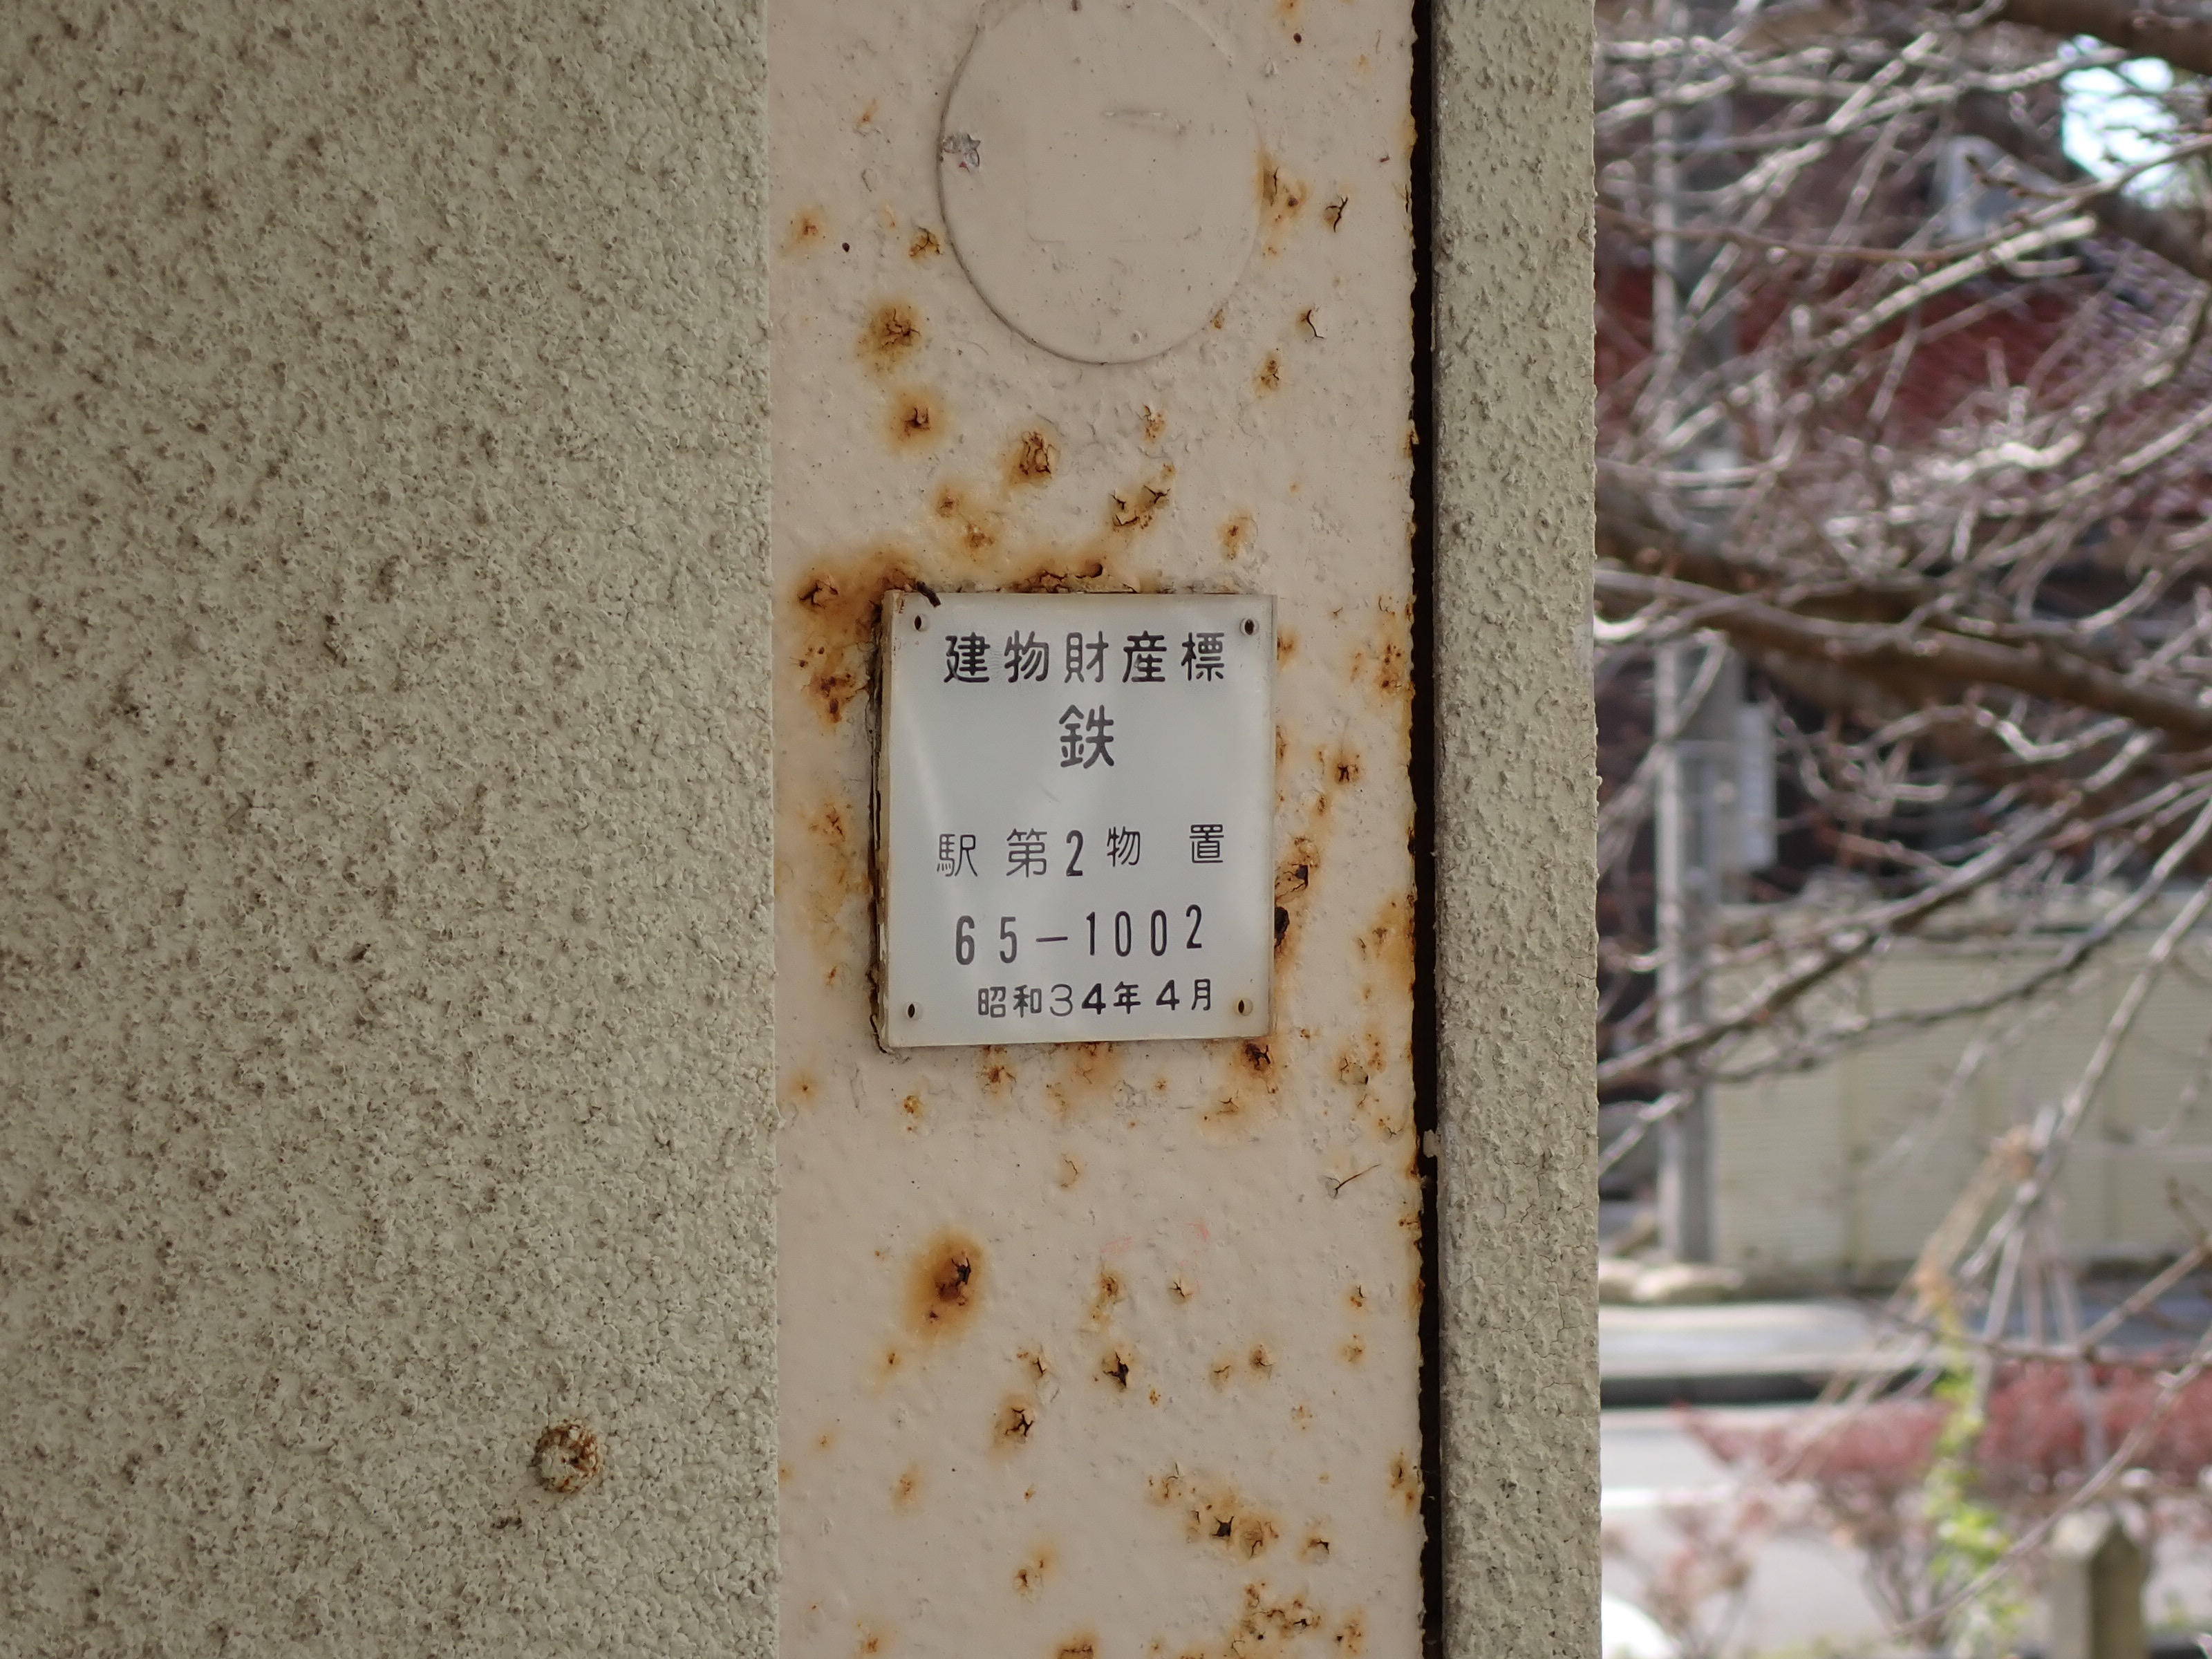 建物財産標
鉄
駅第2物置
65-1002
昭和34年4月